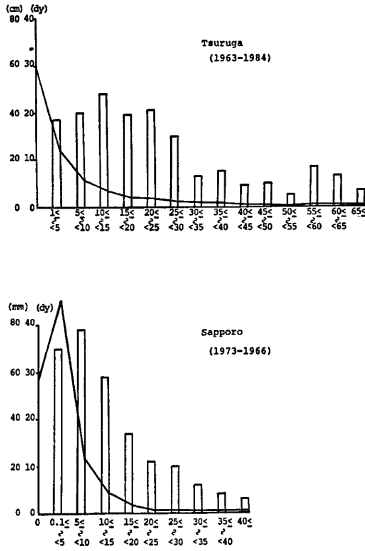 (cm) (dy)
80 40
Tsuruga
(1963-1984)
60 30
40 20
20 10
0 0
1≤ 5≤ 10≤ 15≤ 20≤ 25≤ 30≤ 35≤ 40≤ 45≤ 50≤ 55≤ 60≤ 65≤
~ ~ ~ ~ ~ ~ ~ ~ ~ ~ ~ ~ ~
<5 <10 <15 <20 <25 <30 <35 <40 <45 <50 <55 <60 <65
(mm) (dy)
80 40
Sapporo
(1973-1966)
60 30
40 20
20 10
0 0
0 0.1≤ 5≤ 10≤ 15≤ 20≤ 25≤ 30≤ 35≤ 40≤
~ ~ ~ ~ ~ ~ ~ ~
<5 <10 <15 <20 <25 <30 <35 <40